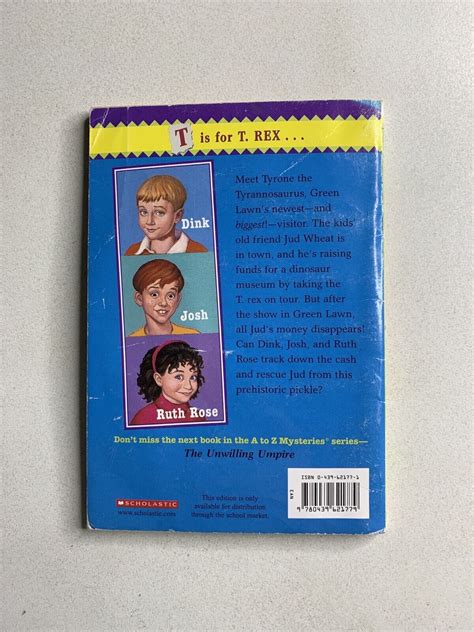 T is for T. REX . . .
Dink
Josh
Ruth Rose
Meet Tyrone the
Tyrannosaurus, Green
Lawn's newest—and
biggest!—visitor. The kids'
old friend Jud Wheat is
in town, and he's raising
funds for a dinosaur
museum by taking the
T. rex on tour. But after
the show in Green Lawn,
all Jud's money disappears!
Can Dink, Josh, and Ruth
Rose track down the cash
and rescue Jud from this
prehistoric pickle?
Don't miss the next book in the A to Z Mysteries® series—
The Unwilling Umpire
SCHOLASTIC
www.scholastic.com
This edition is only
available for distribution
through the school market.
ISBN 0-439-62177-1
EAN
9 780439 621779